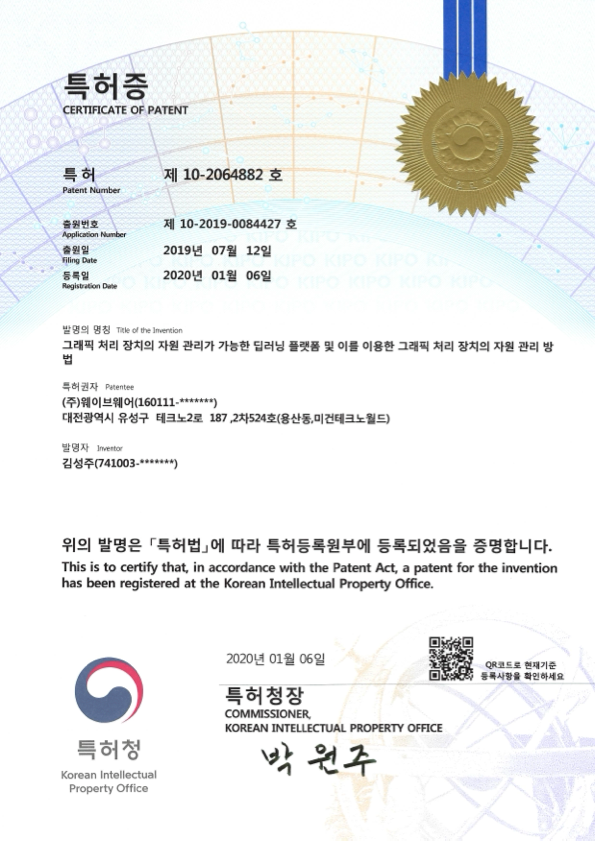 특허증
CERTIFICATE OF PATENT
특허 제 10-2064882 호
Patent Number
출원번호 제 10-2019-0084427 호
Application Number
출원일 2019년 07월 12일
Filing Date
등록일 2020년 01월 06일
Registration Date
KIPO KIPO
KIPO KIPO KIPO
KIPO KIPO KIPO KIPO
발명의 명칭 Title of the Invention
그래픽 처리 장치의 자원 관리가 가능한 딥러닝 플랫폼 및 이를 이용한 그래픽 처리 장치의 자원 관리 방
법
특허권자 Patentee
(주)웨이브웨어(160111-*******)
대전광역시 유성구 테크노2로 187 ,2차524호(용산동,미건테크노월드)
발명자 Inventor
김성주(741003-*******)
위의 발명은 「특허법」에 따라 특허등록원부에 등록되었음을 증명합니다.
This is to certify that, in accordance with the Patent Act, a patent for the invention
has been registered at the Korean Intellectual Property Office.
2020년 01월 06일
QR코드로 현재기준
등록사항을 확인하세요
특허청장
COMMISSIONER,
KOREAN INTELLECTUAL PROPERTY OFFICE
박원주
특허청
Korean Intellectual
Property Office